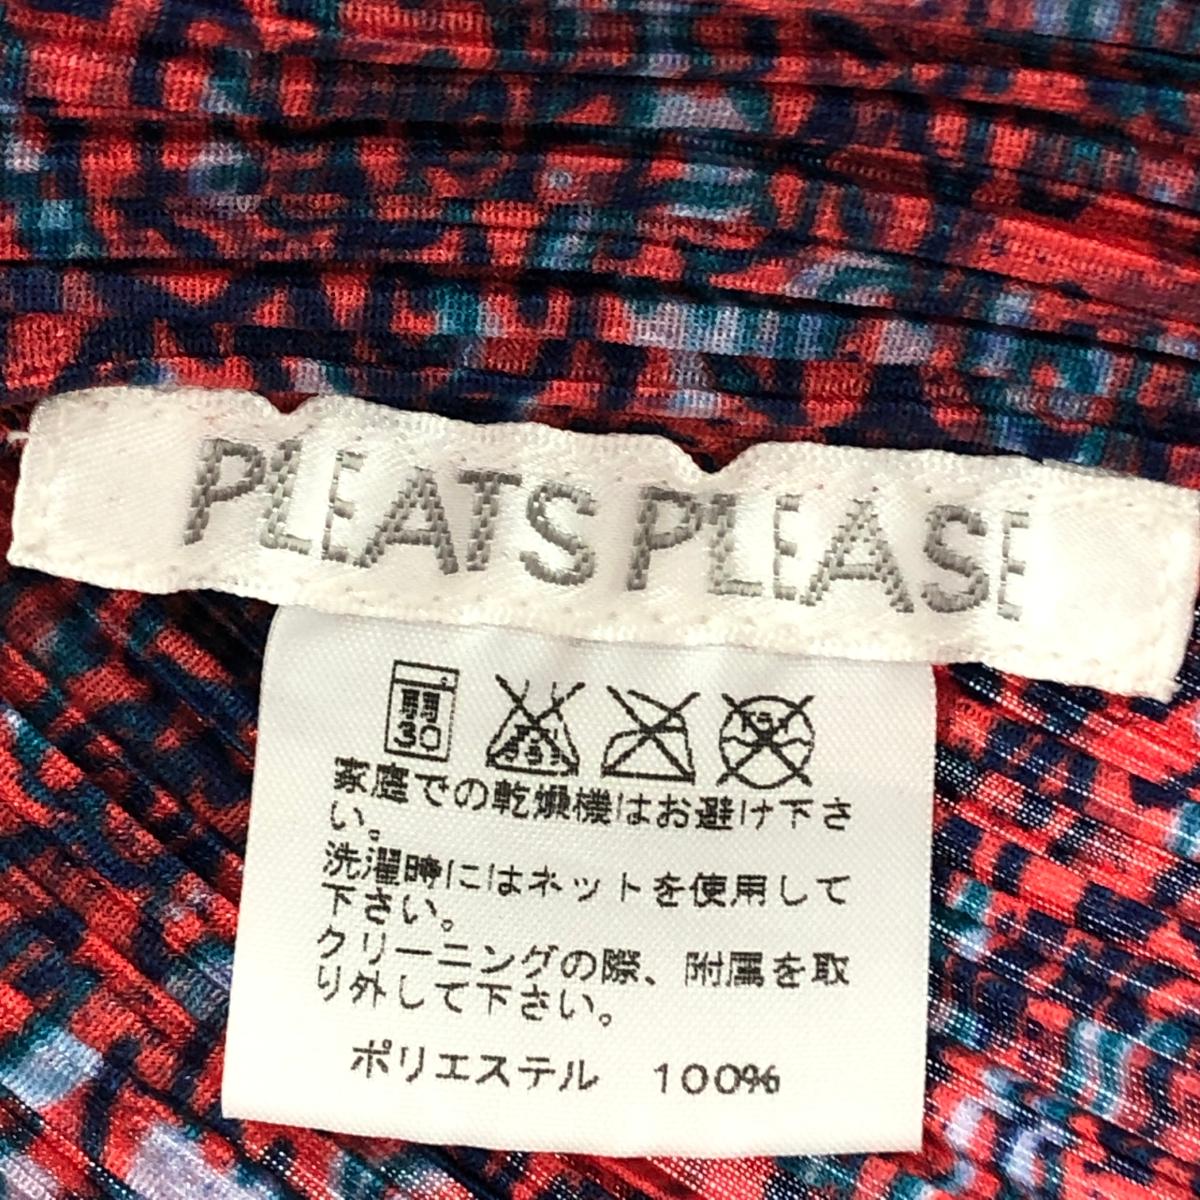 PLEATS PLEASE
弱
30
家庭での乾燥機はお避け下さ
い。
洗濯時にはネットを使用して
下さい。
クリーニングの際、附属を取
り外して下さい。
ポリエステル 100%